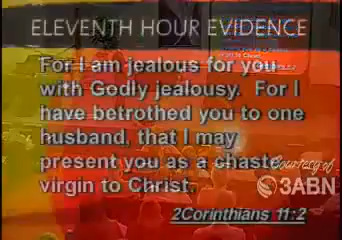 ELEVENTH HOUR EVIDENCE
For I am jealous for you
with Godly jealousy. For I
have betrothed you to one
husband, that I may
present you as a chaste
virgin to Christ.
Courtesy of
3ABN
2Corinthians 11:2